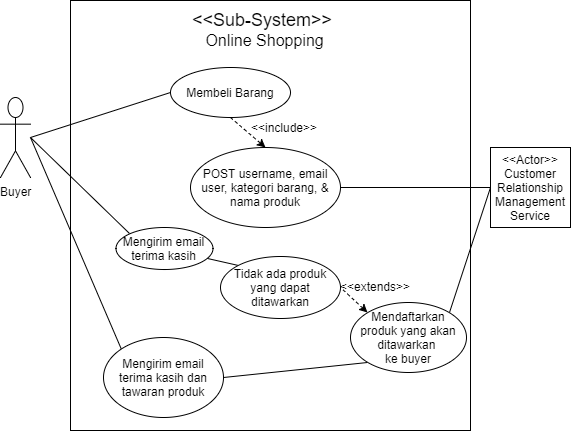 <<Sub-System>>
Online Shopping
Membeli Barang
<<include>>
POST username, email
user, kategori barang, &
nama produk
<<Actor>>
Customer
Relationship
Management
Service
Buyer
Mengirim email
terima kasih
Tidak ada produk
yang dapat
ditawarkan
<<extends>>
Mendaftarkan
produk yang akan
ditawarkan
ke buyer
Mengirim email
terima kasih dan
tawaran produk